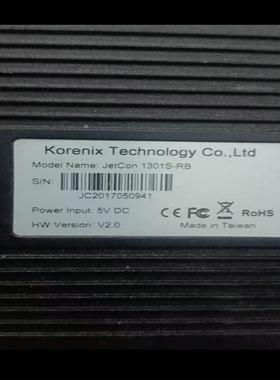 Korenix Technology Co.,Ltd
Model Name: JetCon 1301S-RB
S/N:
JC2017050941
Power Input: 5V DC
CE FC RoHS
HW Version: V2.0
Made in Taiwan